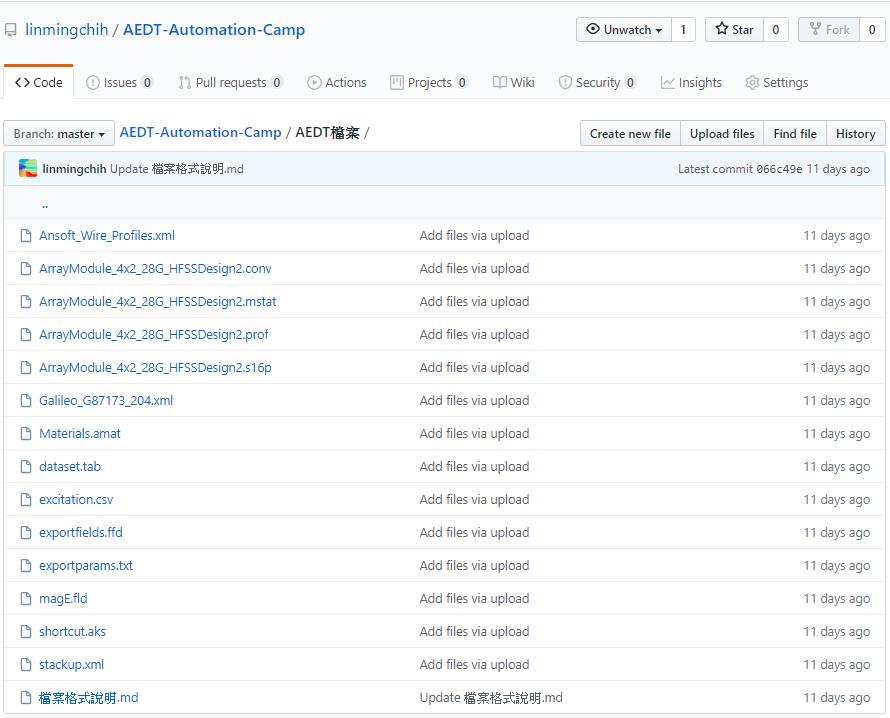 linmingchih / AEDT-Automation-Camp Unwatch 1 Star 0 Fork 0
Code Issues 0 Pull requests 0 Actions Projects 0 Wiki Security 0 Insights Settings
Branch: master AEDT-Automation-Camp / AEDT檔案 / Create new file Upload files Find file History
linmingchih Update 檔案格式說明.md Latest commit 066c49e 11 days ago
..
Ansoft_Wire_Profiles.xml Add files via upload 11 days ago
ArrayModule_4x2_28G_HFSSDesign2.conv Add files via upload 11 days ago
ArrayModule_4x2_28G_HFSSDesign2.mstat Add files via upload 11 days ago
ArrayModule_4x2_28G_HFSSDesign2.prof Add files via upload 11 days ago
ArrayModule_4x2_28G_HFSSDesign2.s16p Add files via upload 11 days ago
Galileo_G87173_204.xml Add files via upload 11 days ago
Materials.amat Add files via upload 11 days ago
dataset.tab Add files via upload 11 days ago
excitation.csv Add files via upload 11 days ago
exportfields.ffd Add files via upload 11 days ago
exportparams.txt Add files via upload 11 days ago
magE.fld Add files via upload 11 days ago
shortcut.aks Add files via upload 11 days ago
stackup.xml Add files via upload 11 days ago
檔案格式說明.md Update 檔案格式說明.md 11 days ago